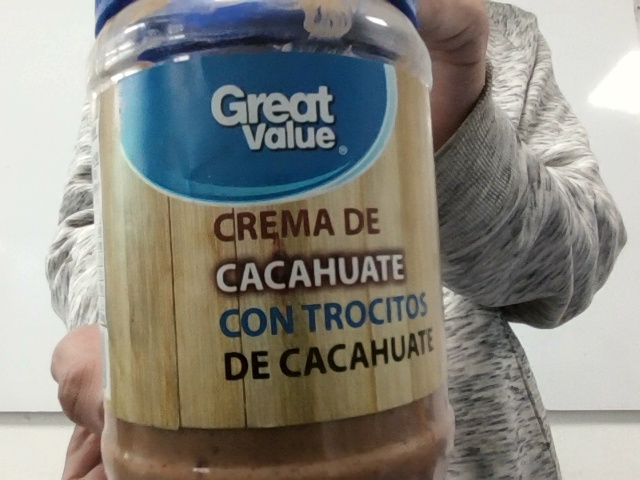 Great
Value®
CREMA DE
CACAHUATE
CON TROCITOS
DE CACAHUATE